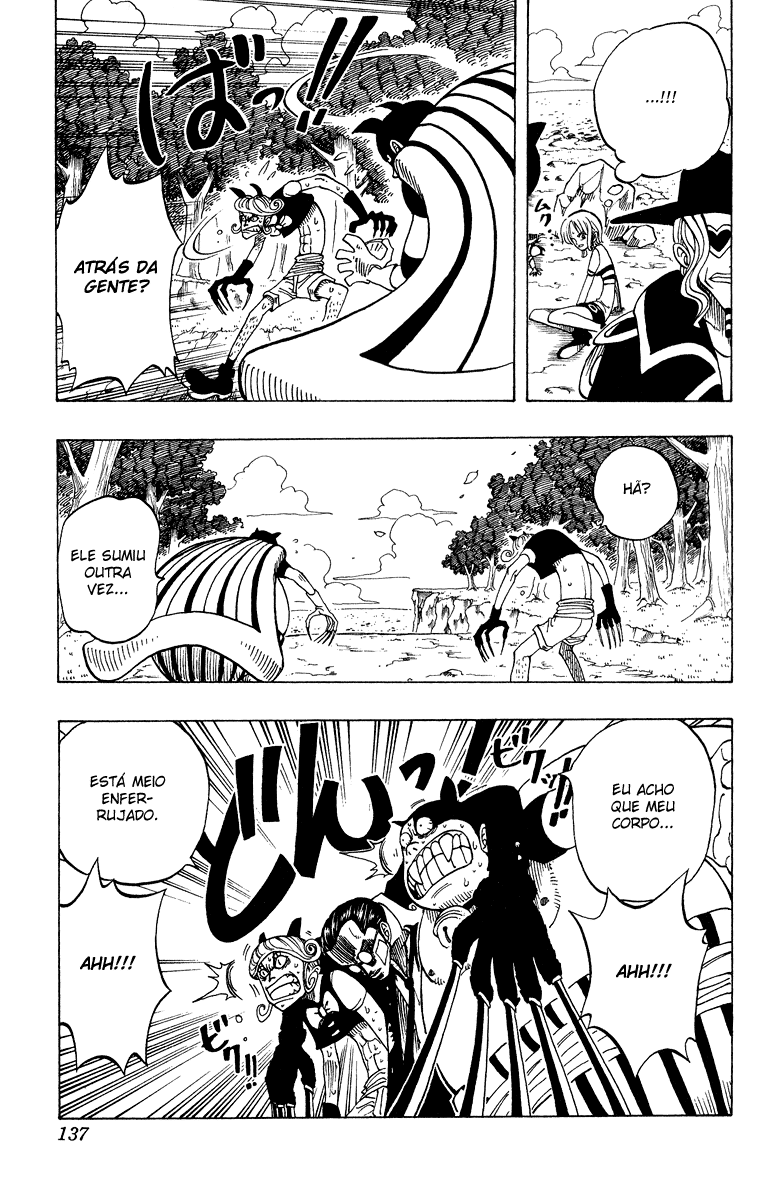 ...!!!
ムクッ
ばっ!!
ATRÁS DA
GENTE?
HÃ?
ELE SUMIU
OUTRA
VEZ...
EU ACHO
QUE MEU
CORPO...
ESTÁ MEIO
ENFER-
RUJADO.
どんっ!
ビクッ!!
ビクッ!!
AHH!!!
AHH!!!
137